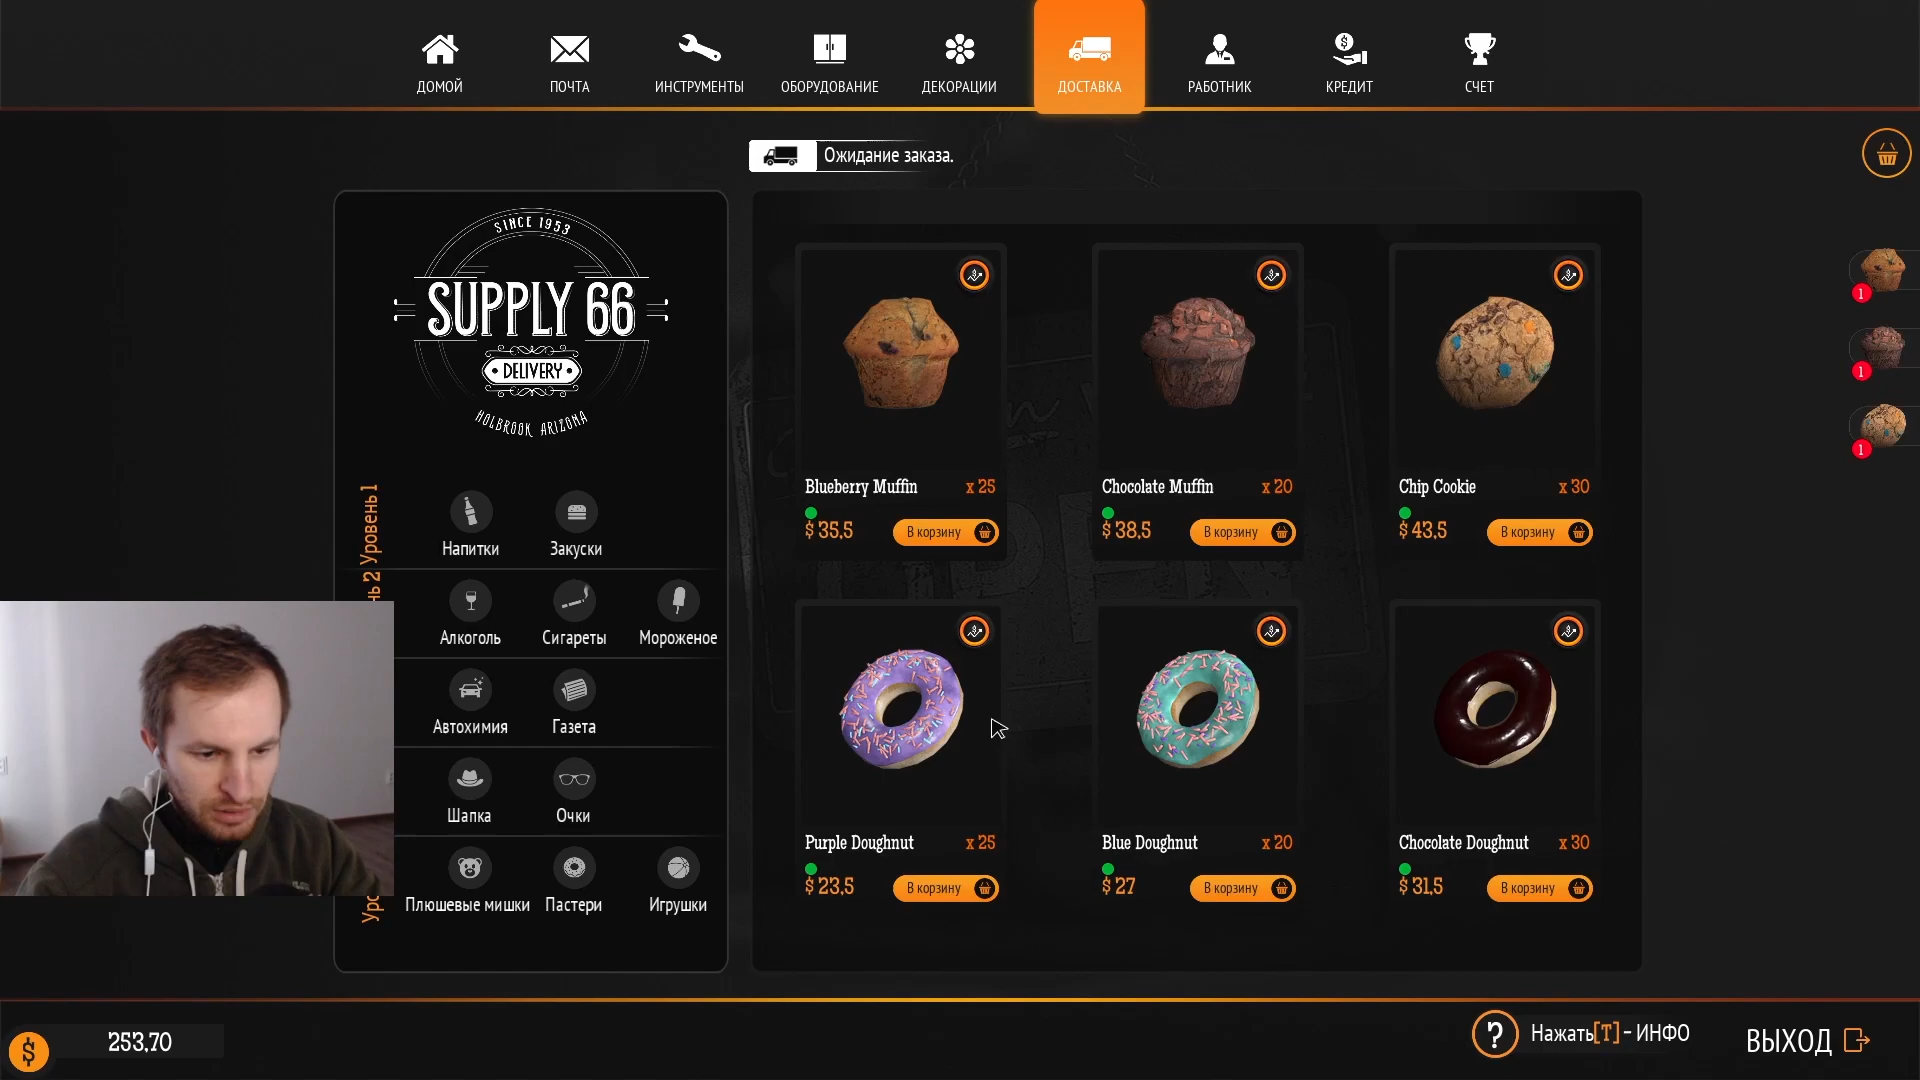 ДОМОЙ
ПОЧТА
ИНСТРУМЕНТЫ
ОБОРУДОВАНИЕ
ДЕКОРАЦИИ
ДОСТАВКА
РАБОТНИК
КРЕДИТ
СЧЕТ
Ожидание заказа.
SINCE 1953
SUPPLY 66
• DELIVERY •
HOLBROOK, ARIZONA
Уровень 1
Напитки
Закуски
нь 2
Алкоголь
Сигареты
Мороженое
Автохимия
Газета
Шапка
Очки
Уро
Плюшевые мишки
Пастери
Игрушки
Blueberry Muffin x 25
$ 35,5 В корзину
Chocolate Muffin x 20
$ 38,5 В корзину
Chip Cookie x 30
$ 43,5 В корзину
Purple Doughnut x 25
$ 23,5 В корзину
Blue Doughnut x 20
$ 27 В корзину
Chocolate Doughnut x 30
$ 31,5 В корзину
1
1
1
$ 253,70
? Нажать[T] - ИНФО
ВЫХОД